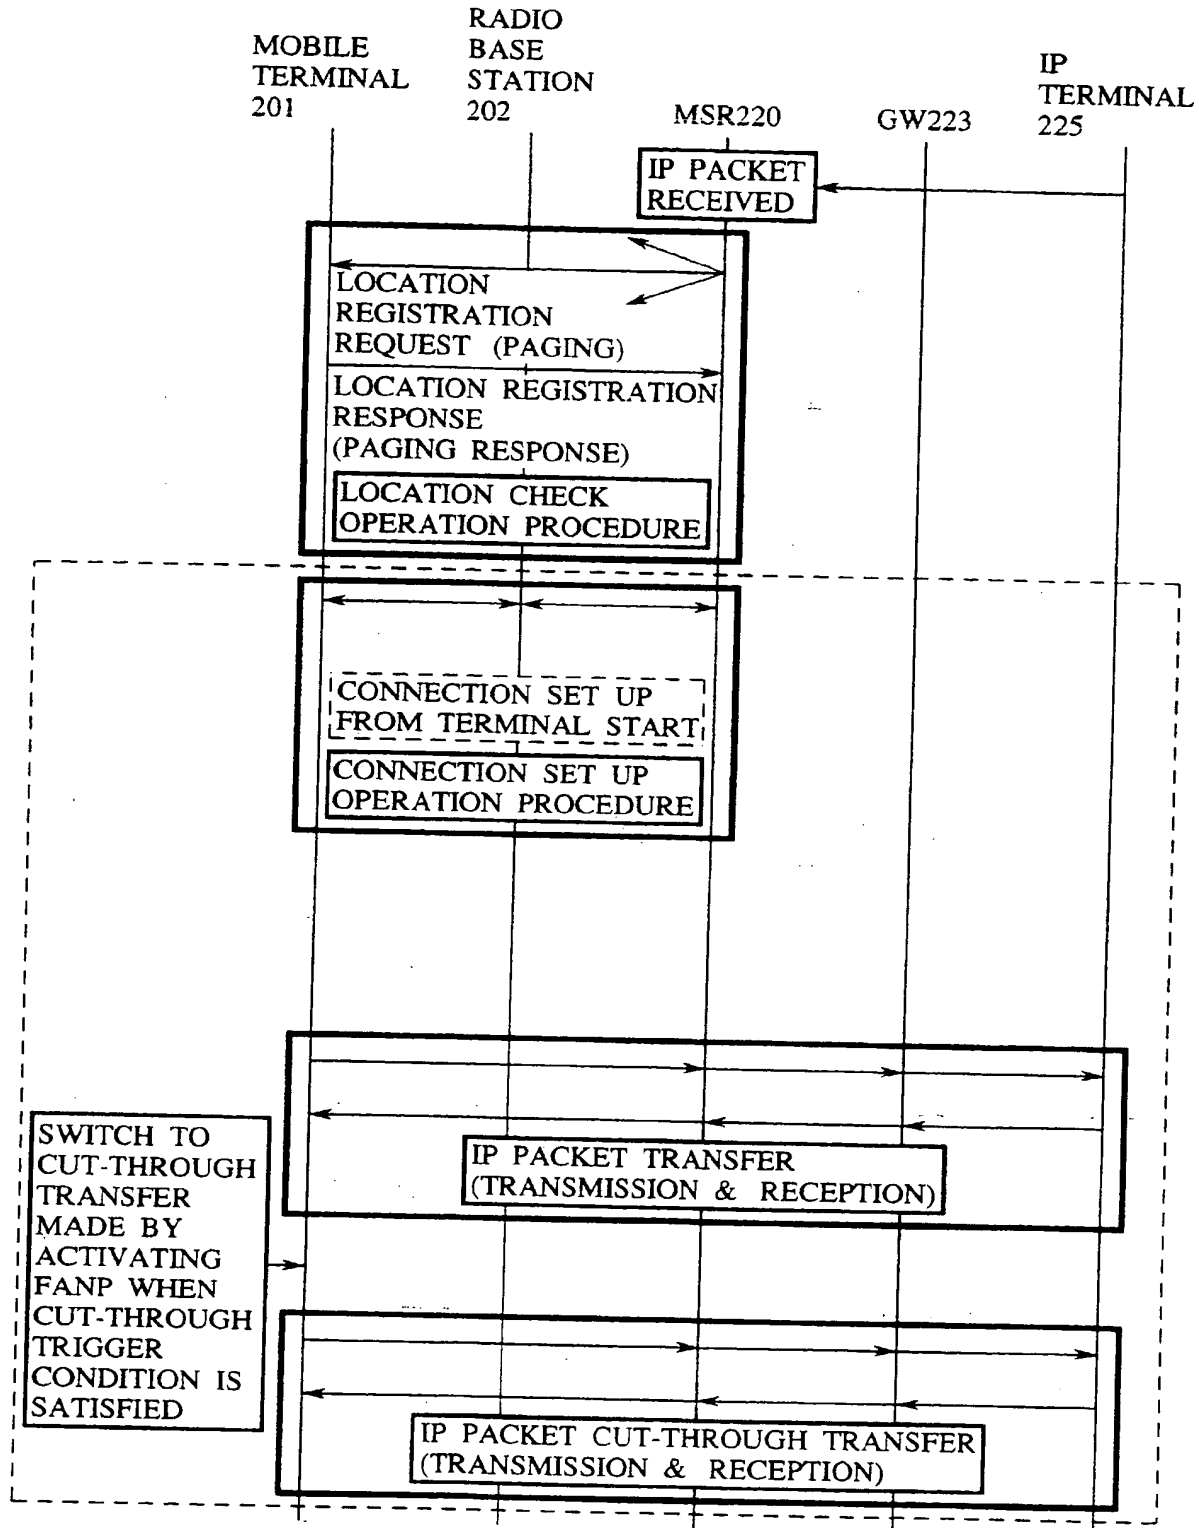 MOBILE
TERMINAL
201
RADIO
BASE
STATION
202
MSR220
GW223
IP
TERMINAL
225
IP PACKET
RECEIVED
LOCATION
REGISTRATION
REQUEST (PAGING)
LOCATION REGISTRATION
RESPONSE
(PAGING RESPONSE)
LOCATION CHECK
OPERATION PROCEDURE
CONNECTION SET UP
FROM TERMINAL START
CONNECTION SET UP
OPERATION PROCEDURE
IP PACKET TRANSFER
(TRANSMISSION & RECEPTION)
SWITCH TO
CUT-THROUGH
TRANSFER
MADE BY
ACTIVATING
FANP WHEN
CUT-THROUGH
TRIGGER
CONDITION IS
SATISFIED
IP PACKET CUT-THROUGH TRANSFER
(TRANSMISSION & RECEPTION)